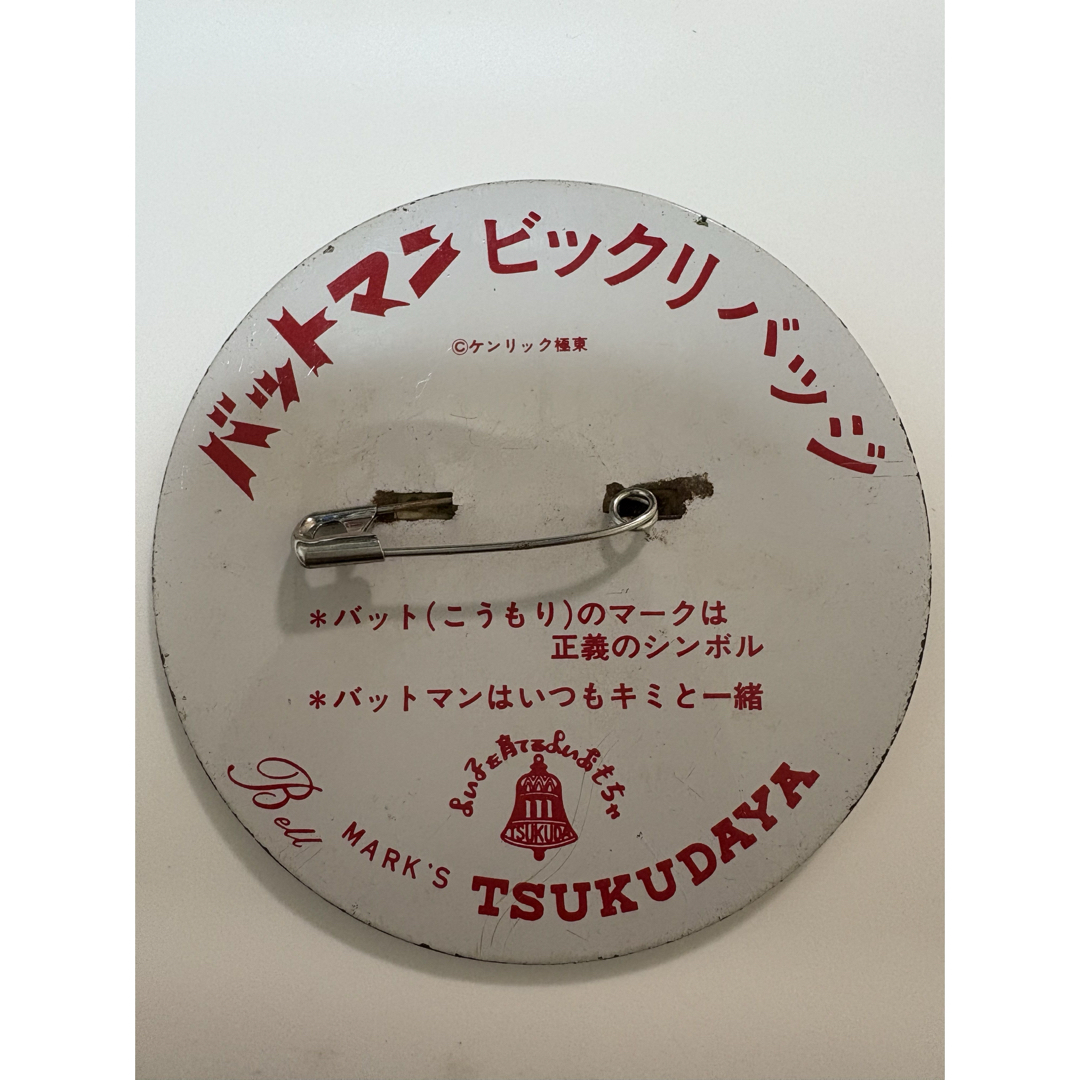 バットマン ビックリ バッジ
©ケンリック極東
＊バット(こうもり)のマークは
正義のシンボル
＊バットマンはいつもキミと一緒
よい子を育てるよいおもちゃ
TSUKUDA
Bell MARK'S TSUKUDAYA